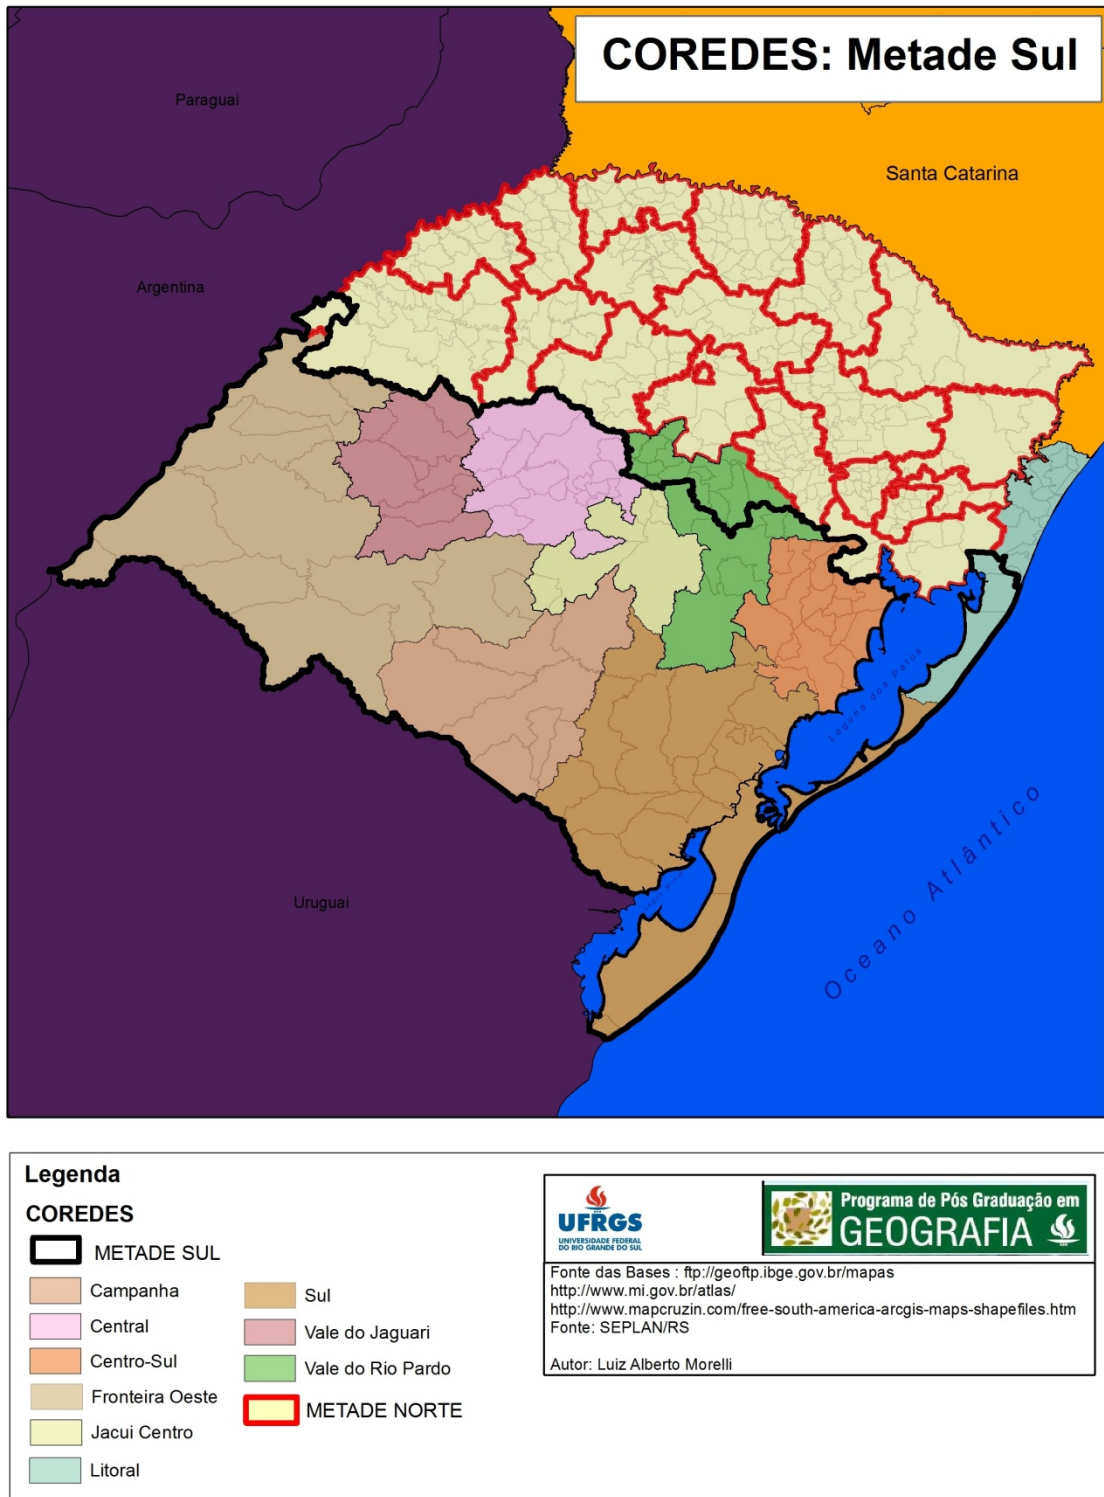 COREDES: Metade Sul
Paraguai
Santa Catarina
Argentina
Laguna dos Patos
Oceano Atlântico
Uruguai
Legenda
COREDES
METADE SUL
Campanha
Central
Centro-Sul
Fronteira Oeste
Jacui Centro
Litoral
Sul
Vale do Jaguari
Vale do Rio Pardo
METADE NORTE
UFRGS
UNIVERSIDADE FEDERAL
DO RIO GRANDE DO SUL
Programa de Pós Graduação em
GEOGRAFIA
Fonte das Bases : ftp://geoftp.ibge.gov.br/mapas
http://www.mi.gov.br/atlas/
http://www.mapcruzin.com/free-south-america-arcgis-maps-shapefiles.htm
Fonte: SEPLAN/RS
Autor: Luiz Alberto Morelli